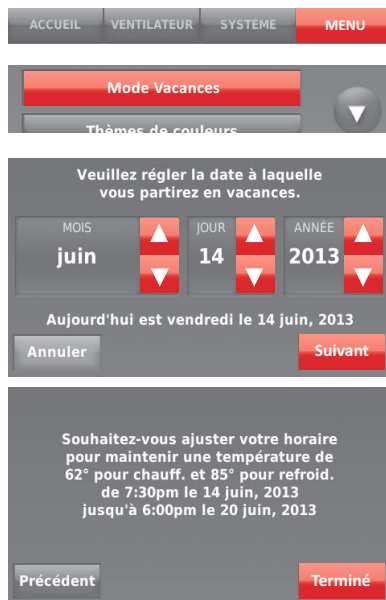 ACCUEIL VENTILATEUR SYSTÈME MENU
Mode Vacances
Thèmes de couleurs
Veuillez régler la date à laquelle
vous partirez en vacances.
MOIS JOUR ANNÉE
juin 14 2013
Aujourd'hui est vendredi le 14 juin, 2013
Annuler Suivant
Souhaitez-vous ajuster votre horaire
pour maintenir une température de
62° pour chauff. et 85° pour refroid.
de 7:30pm le 14 juin, 2013
jusqu'à 6:00pm le 20 juin, 2013
Précédent Terminé